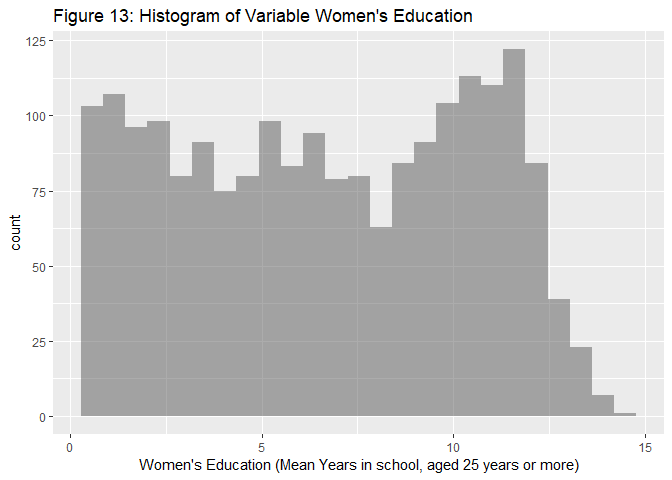 Figure 13: Histogram of Variable Women's Education
125
100
75
50
25
0
count
0 5 10 15
Women's Education (Mean Years in school, aged 25 years or more)